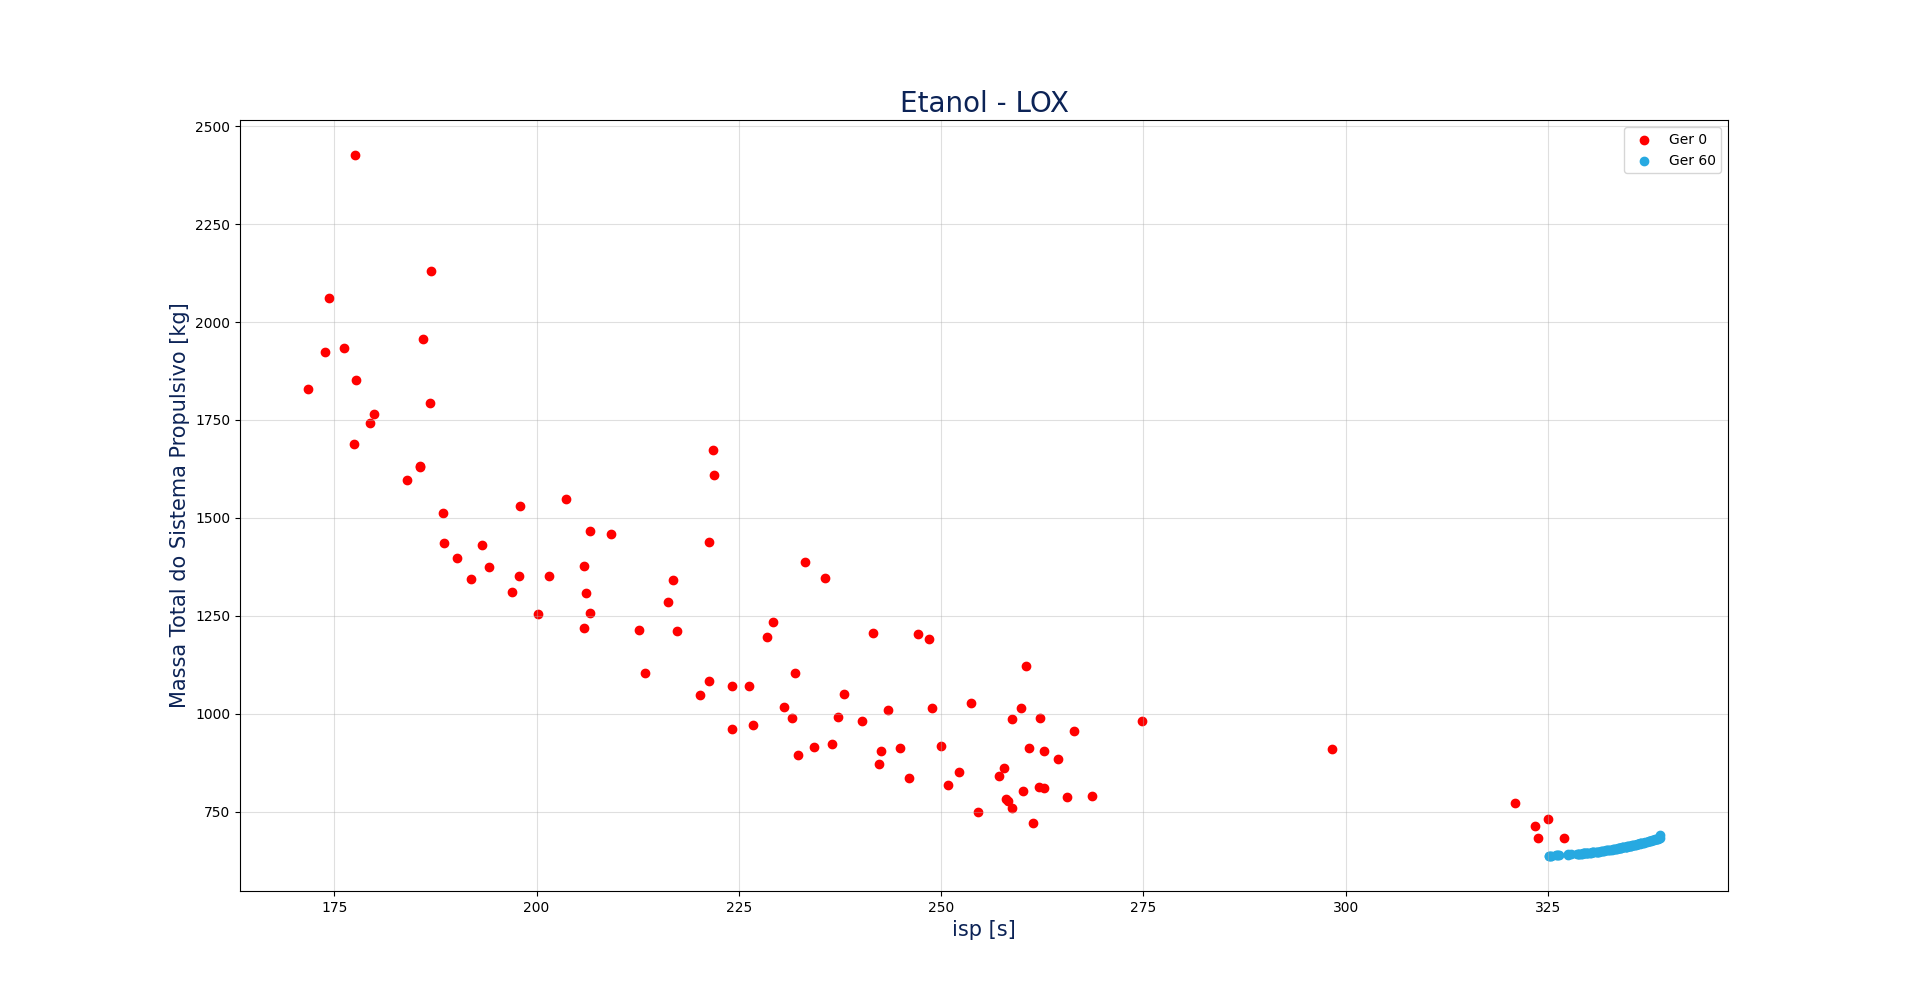 Etanol - LOX
Ger 0
Ger 60
Massa Total do Sistema Propulsivo [kg]
2500
2250
2000
1750
1500
1250
1000
750
175 200 225 250 275 300 325
isp [s]